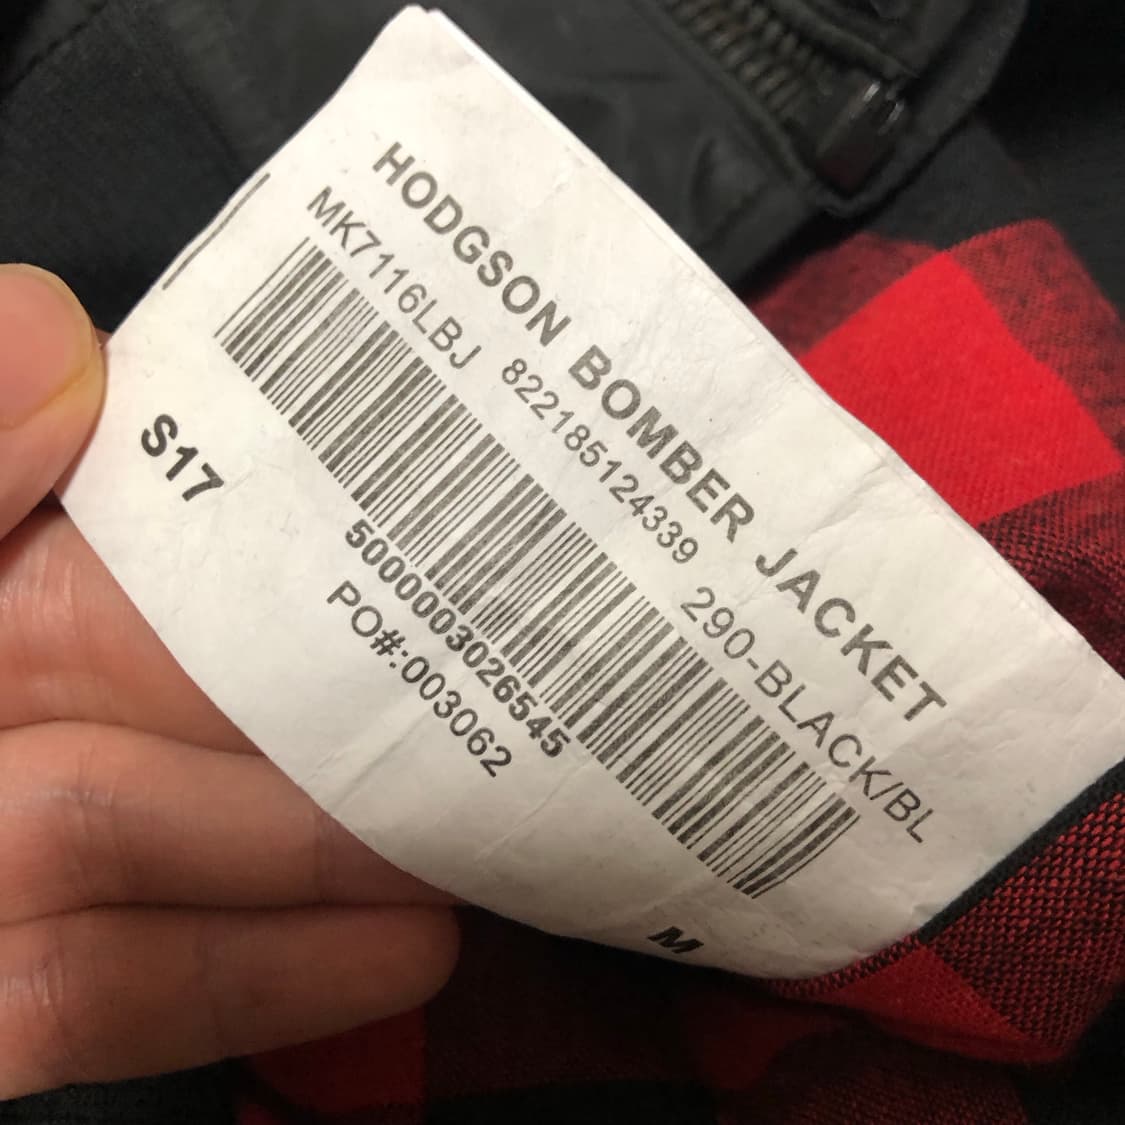 HODGSON BOMBER JACKET
MK7116LBJ 822185124339 290-BLACK/BL
5000003026545
PO#:003062
S17
M